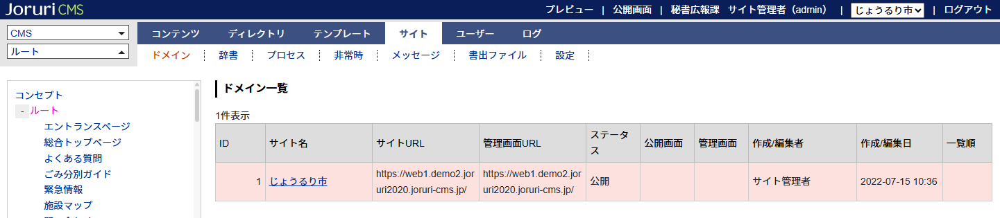 Joruri CMS
プレビュー | 公開画面 | 秘書広報課 サイト管理者（admin） | じょうるり市 | ログアウト
CMS
ルート
コンテンツ ディレクトリ テンプレート サイト ユーザー ログ
ドメイン 辞書 プロセス 非常時 メッセージ 書出ファイル 設定
コンセプト
- ルート
エントランスページ
総合トップページ
よくある質問
ごみ分別ガイド
緊急情報
施設マップ
ドメイン一覧
1件表示
ID サイト名 サイトURL 管理画面URL ステータス 公開画面 管理画面 作成/編集者 作成/編集日 一覧順
1 じょうるり市 https://web1.demo2.joruri2020.joruri-cms.jp/ https://web1.demo2.joruri2020.joruri-cms.jp/ 公開 サイト管理者 2022-07-15 10:36